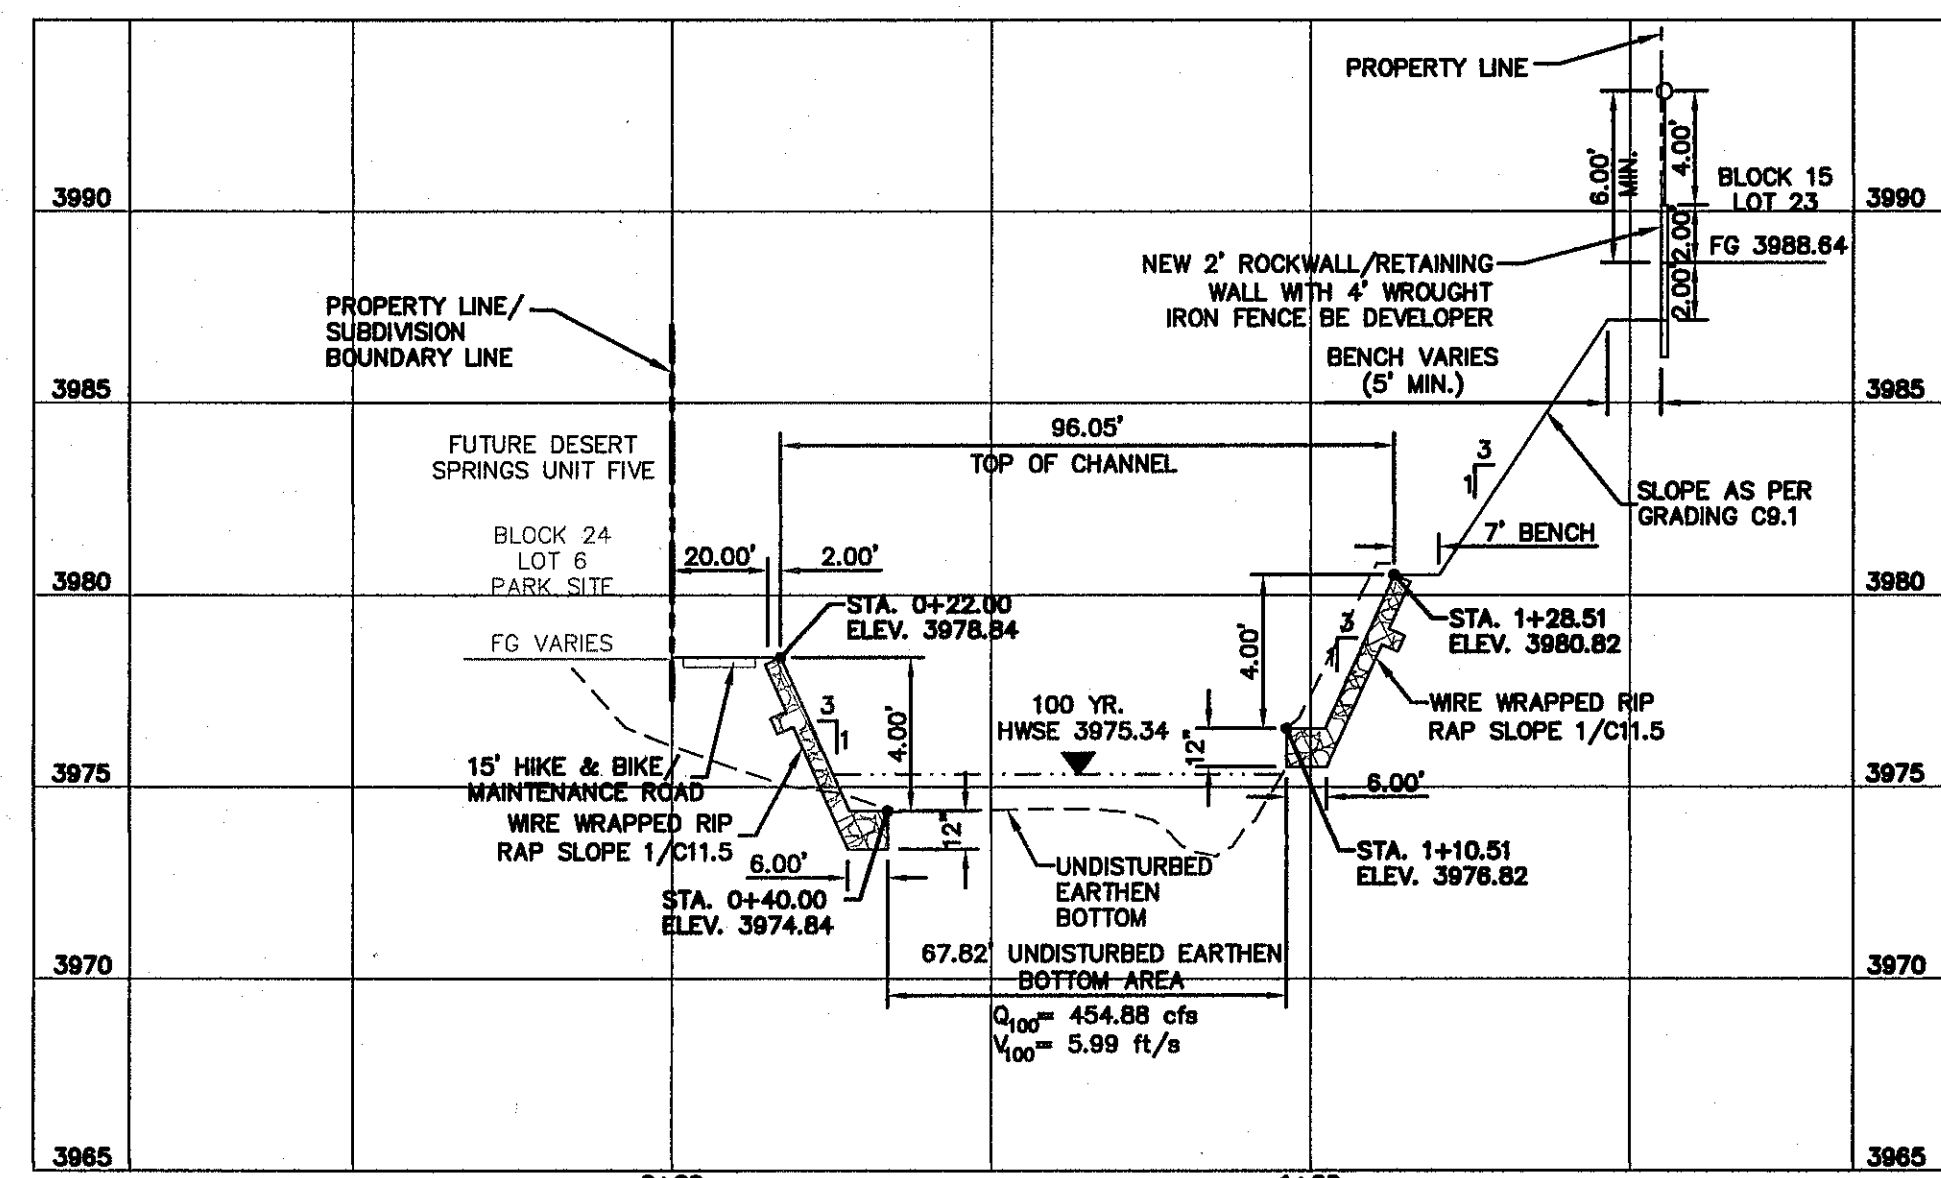 PROPERTY LINE
6.00'
MIN.
4.00'
BLOCK 15
LOT 23
3990
3990
2.00'
FG 3988.64
NEW 2' ROCKWALL/RETAINING
WALL WITH 4' WROUGHT
IRON FENCE BE DEVELOPER
2.00'
PROPERTY LINE/
SUBDIVISION
BOUNDARY LINE
BENCH VARIES
(5' MIN.)
3985
3985
96.05'
TOP OF CHANNEL
FUTURE DESERT
SPRINGS UNIT FIVE
3
1
SLOPE AS PER
GRADING C9.1
7' BENCH
BLOCK 24
LOT 6
PARK SITE
20.00'
2.00'
3980
3980
STA. 0+22.00
ELEV. 3978.84
4.00'
3
1
STA. 1+28.51
ELEV. 3980.82
FG VARIES
3
1
4.00'
100 YR.
HWSE 3975.34
12"
WIRE WRAPPED RIP
RAP SLOPE 1/C11.5
3975
3975
15' HIKE & BIKE
MAINTENANCE ROAD
6.00'
WIRE WRAPPED RIP
RAP SLOPE 1/C11.5
12"
6.00'
UNDISTURBED
EARTHEN
BOTTOM
STA. 1+10.51
ELEV. 3976.82
STA. 0+40.00
ELEV. 3974.84
67.82' UNDISTURBED EARTHEN
BOTTOM AREA
3970
3970
Q100= 454.88 cfs
V100= 5.99 ft/s
3965
3965